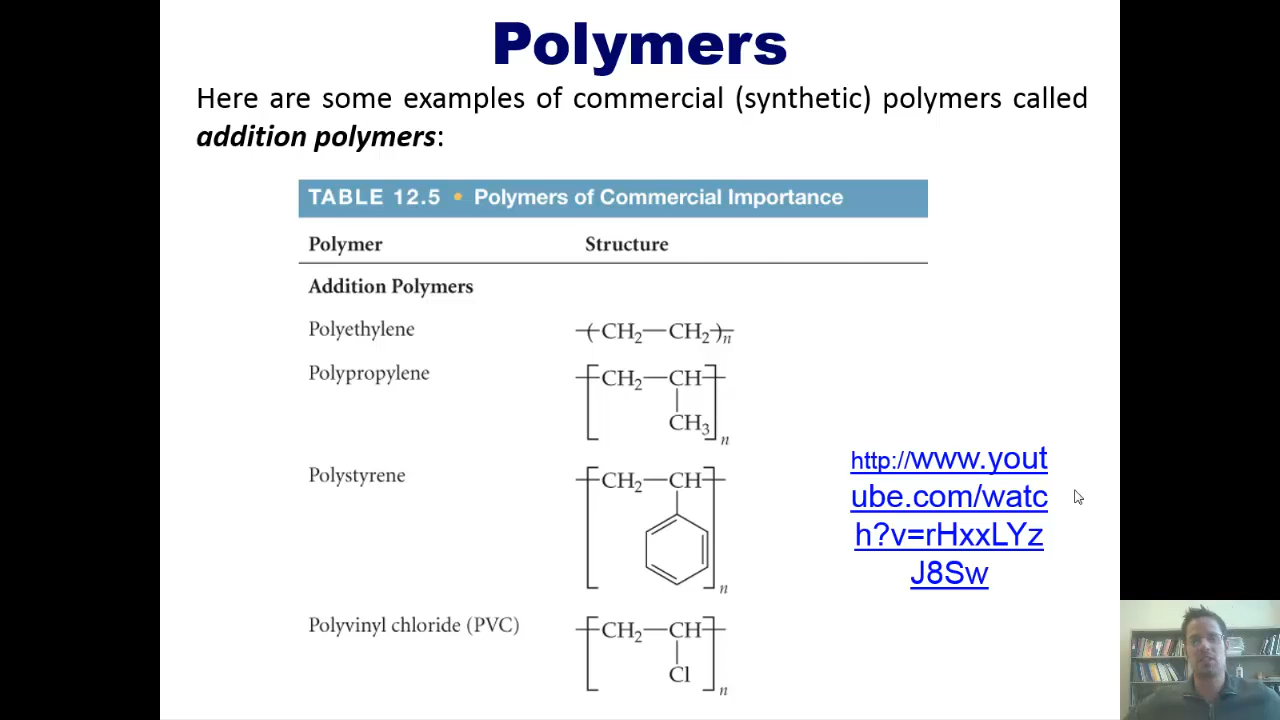 Polymers
Here are some examples of commercial (synthetic) polymers called
addition polymers:
TABLE 12.5 • Polymers of Commercial Importance
Polymer Structure
Addition Polymers
Polyethylene —(CH₂—CH₂)—n
Polypropylene —[CH₂—CH—]
CH₃
n
Polystyrene —[CH₂—CH—]
n
Polyvinyl chloride (PVC) —[CH₂—CH—]
Cl
n
http://www.yout
ube.com/watc
h?v=rHxxLYz
J8Sw